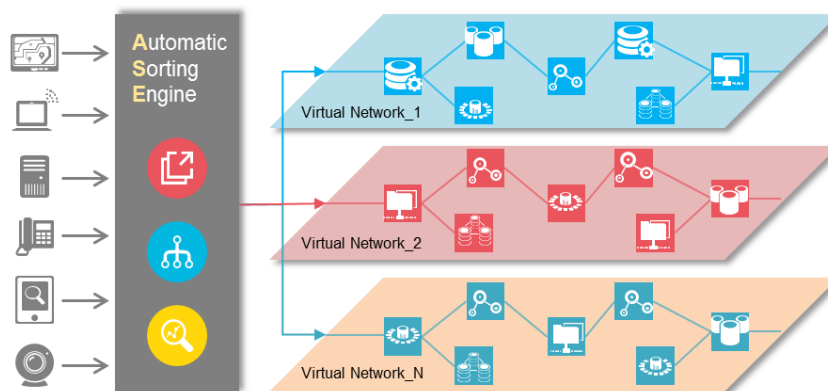 Automatic
Sorting
Engine
Virtual Network_1
Virtual Network_2
Virtual Network_N